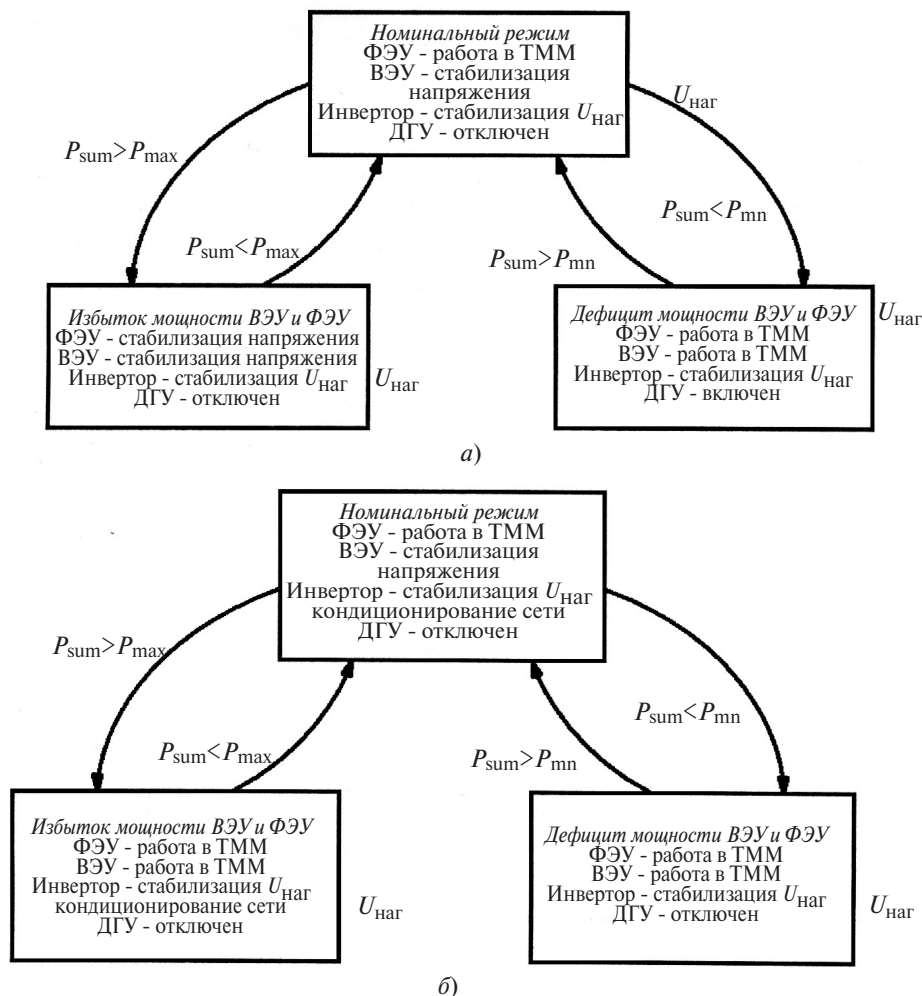 Номинальный режим
ФЭУ - работа в ТММ
ВЭУ - стабилизация
напряжения
Инвертор - стабилизация Uнаг
ДГУ - отключен
Uнаг
Psum>Pmax
Psum<Pmax
Psum<Pmn
Psum>Pmn
Избыток мощности ВЭУ и ФЭУ
ФЭУ - стабилизация напряжения
ВЭУ - стабилизация напряжения
Инвертор - стабилизация Uнаг
ДГУ - отключен
Uнаг
Дефицит мощности ВЭУ и ФЭУ
ФЭУ - работа в ТММ
ВЭУ - работа в ТММ
Инвертор - стабилизация Uнаг
ДГУ - включен
Uнаг
а)
Номинальный режим
ФЭУ - работа в ТММ
ВЭУ - стабилизация
напряжения
Инвертор - стабилизация Uнаг
кондиционирование сети
ДГУ - отключен
Psum>Pmax
Psum<Pmax
Psum<Pmn
Psum>Pmn
Избыток мощности ВЭУ и ФЭУ
ФЭУ - работа в ТММ
ВЭУ - работа в ТММ
Инвертор - стабилизация Uнаг
кондиционирование сети
ДГУ - отключен
Uнаг
Дефицит мощности ВЭУ и ФЭУ
ФЭУ - работа в ТММ
ВЭУ - работа в ТММ
Инвертор - стабилизация Uнаг
ДГУ - отключен
Uнаг
б)